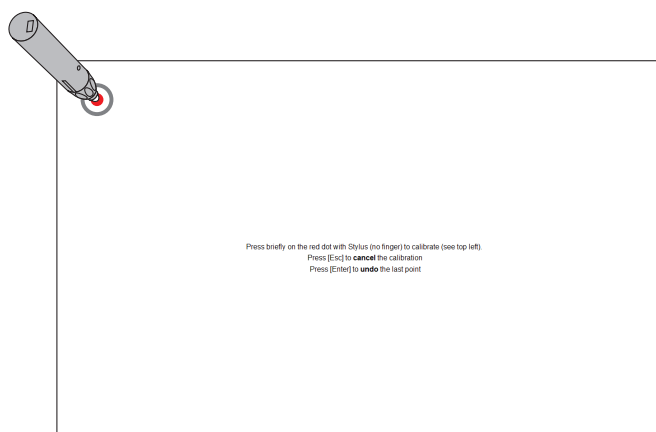 Press briefly on the red dot with Stylus (no finger) to calibrate (see top left).
Press [Esc] to cancel the calibration
Press [Enter] to undo the last point